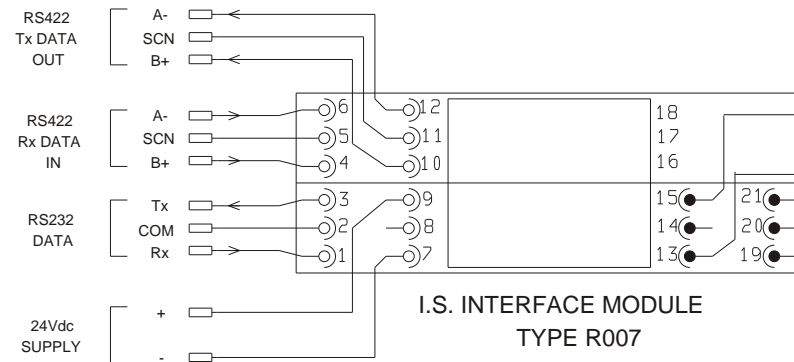 RS422
Tx DATA
OUT
A-
SCN
B+
RS422
Rx DATA
IN
A-
SCN
B+
RS232
DATA
Tx
COM
Rx
24Vdc
SUPPLY
+
-
6 12 18
5 11 17
4 10 16
3 9 15 21
2 8 14 20
1 7 13 19
I.S. INTERFACE MODULE
TYPE R007